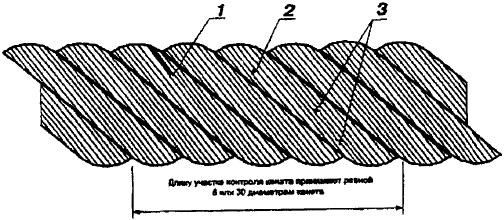 1 2 3
Длину участка контроля каната принимают равной
6 или 30 диаметрам каната